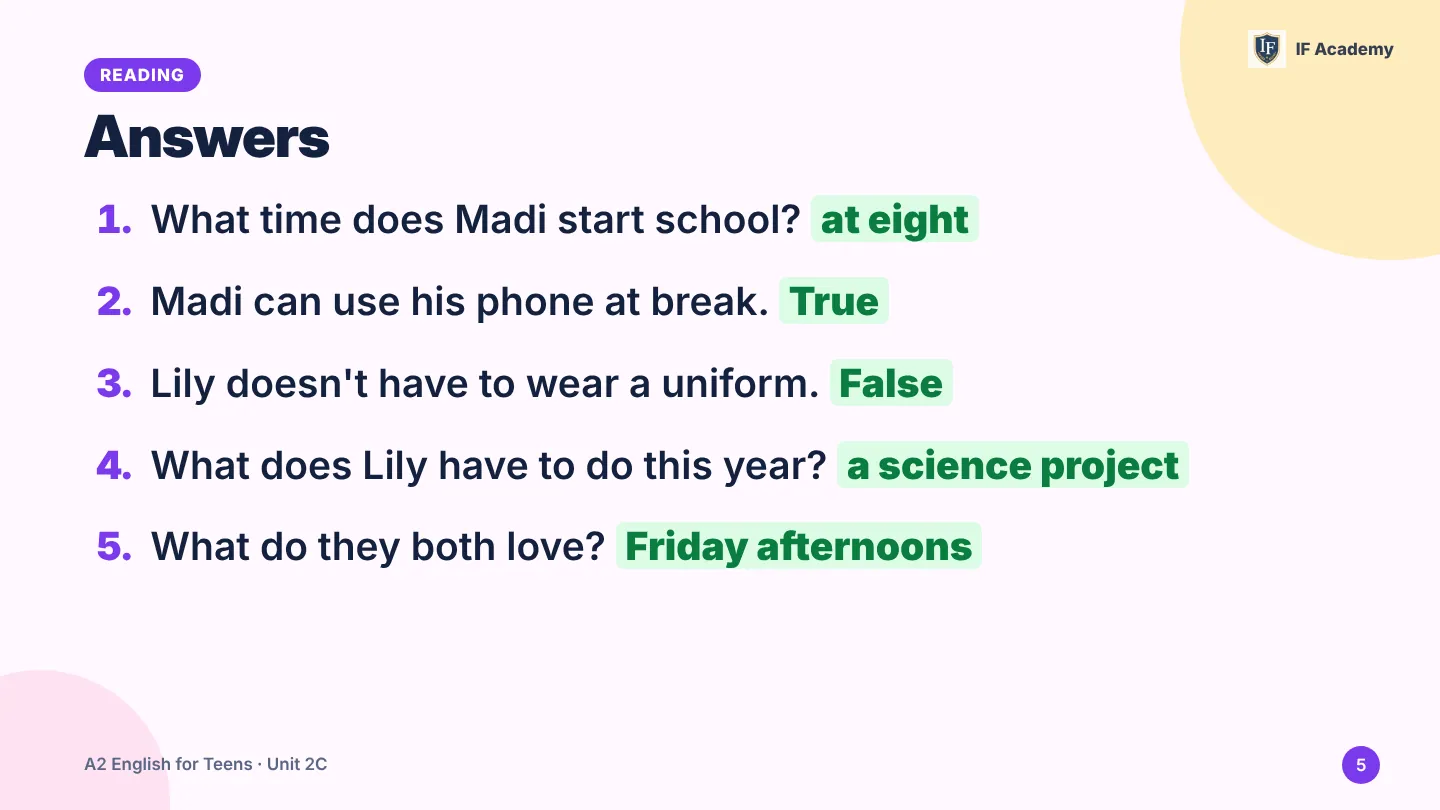 IF
IF Academy
READING
Answers
1. What time does Madi start school? at eight
2. Madi can use his phone at break. True
3. Lily doesn't have to wear a uniform. False
4. What does Lily have to do this year? a science project
5. What do they both love? Friday afternoons
A2 English for Teens · Unit 2C
5